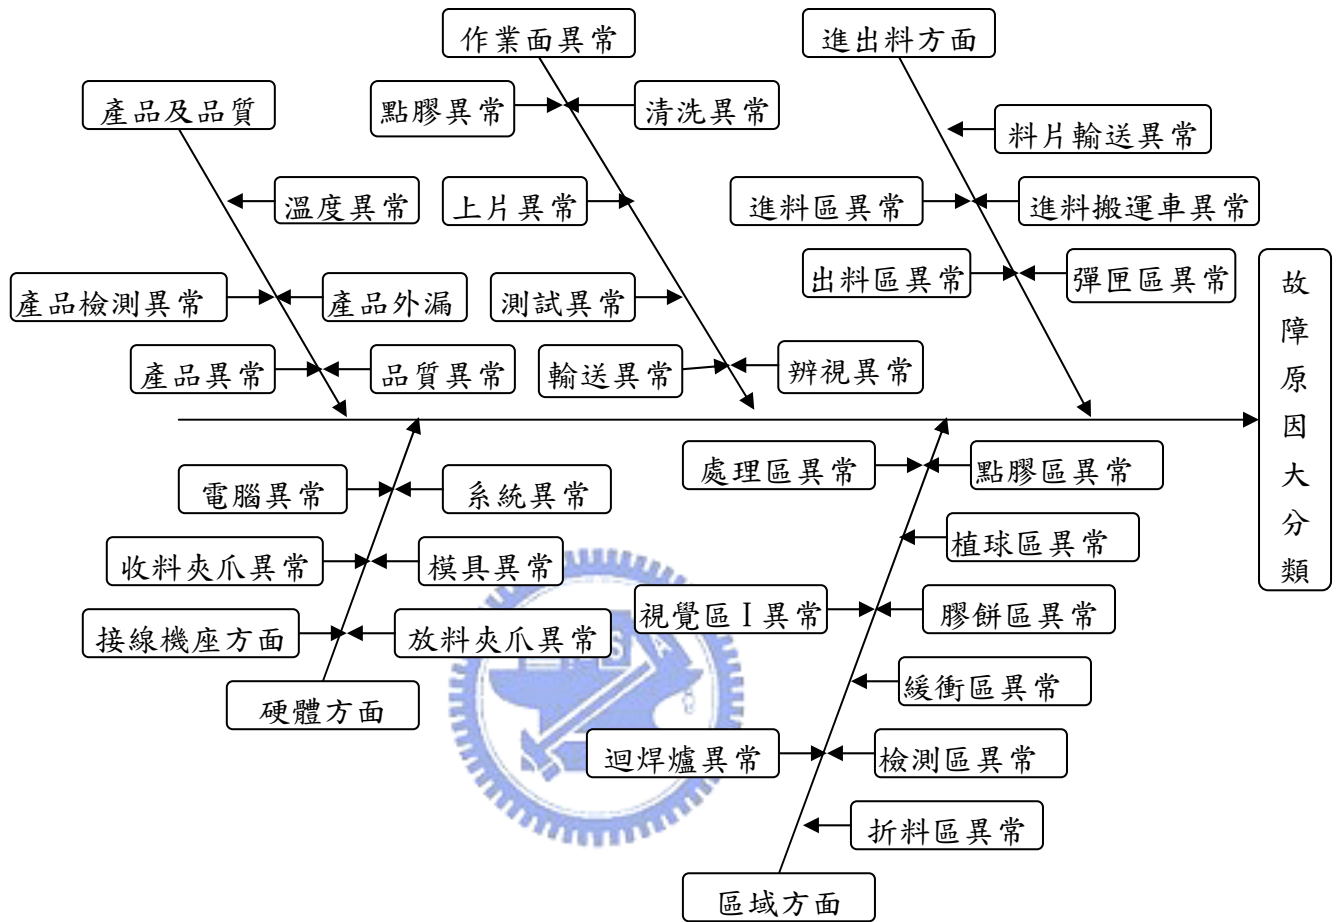 作業面異常
進出料方面
產品及品質
點膠異常
清洗異常
料片輸送異常
溫度異常
上片異常
進料區異常
進料搬運車異常
出料區異常
彈匣區異常
產品檢測異常
產品外漏
測試異常
產品異常
品質異常
輸送異常
辨視異常
故障原因大分類
處理區異常
點膠區異常
電腦異常
系統異常
植球區異常
收料夾爪異常
模具異常
視覺區Ⅰ異常
膠餅區異常
接線機座方面
放料夾爪異常
緩衝區異常
硬體方面
迴焊爐異常
檢測區異常
折料區異常
區域方面